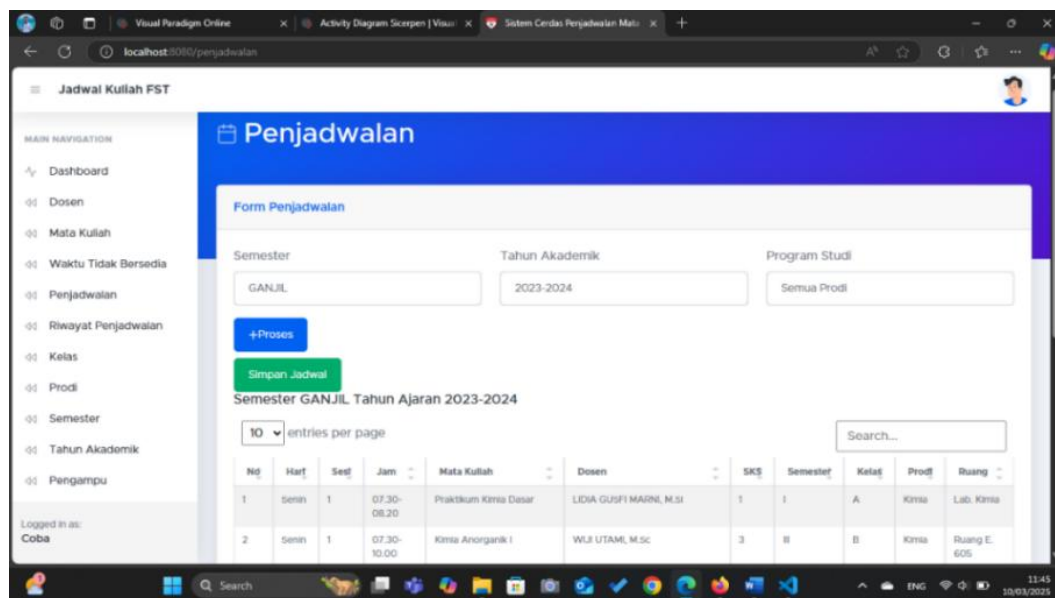 Visual Paradigm Online
Activity Diagram Sicerpen | Visual
Sistem Cerdas Penjadwalan Mata
localhost:8080/penjadwalan
Jadwal Kuliah FST
MAIN NAVIGATION
Dashboard
Dosen
Mata Kuliah
Waktu Tidak Bersedia
Penjadwalan
Riwayat Penjadwalan
Kelas
Prodi
Semester
Tahun Akademik
Pengampu
Logged in as:
Coba
Penjadwalan
Form Penjadwalan
Semester Tahun Akademik Program Studi
GANJIL 2023-2024 Semua Prodi
+Proses
Simpan Jadwal
Semester GANJIL Tahun Ajaran 2023-2024
10 entries per page Search...
No Hari Sesi Jam Mata Kuliah Dosen SKS Semester Kelas Prodi Ruang
1 Senin 1 07.30- Praktikum Kimia Dasar LIDIA GUSFI MARNI, M.Si 1 I A Kimia Lab. Kimia
08.20
2 Senin 1 07.30- Kimia Anorganik I WIJI UTAMI, M.Sc 3 III B Kimia Ruang E.
10.00 605
Search
ENG
11:45
10/03/2025